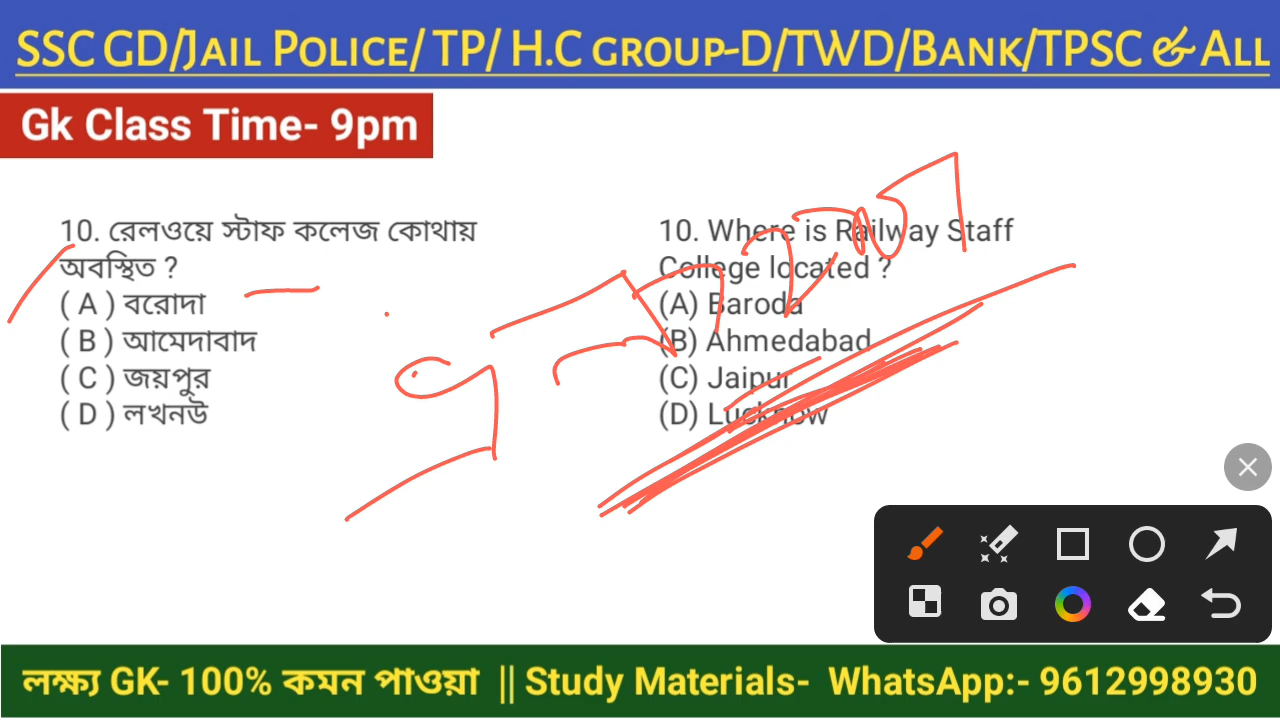 SSC GD/Jail Police/ TP/ H.C group-D/TWD/Bank/TPSC & All
Gk Class Time- 9pm
10. রেলওয়ে স্টাফ কলেজ কোথায়
অবস্থিত ?
( A ) বরোদা
( B ) আমেদাবাদ
( C ) জয়পুর
( D ) লখনউ
10. Where is Railway Staff
College located ?
(A) Baroda
(B) Ahmedabad
(C) Jaipur
(D) Lucknow
লক্ষ্য GK- 100% কমন পাওয়া || Study Materials- WhatsApp:- 9612998930